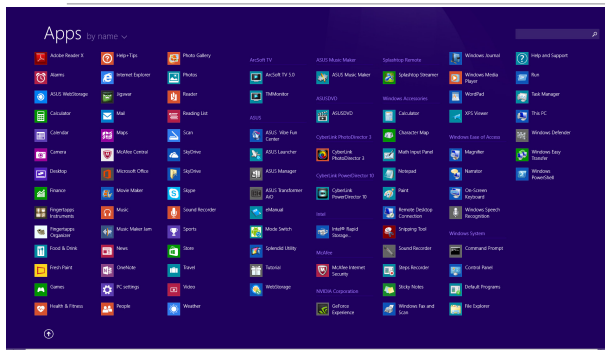 Apps by name
Adobe Reader X
Alarms
ASUS WebStorage
Calculator
Calendar
Camera
Desktop
Finance
Fingertapps
Instruments
Fingertapps
Organizer
Food & Drink
Fresh Paint
Games
Health & Fitness
Help+Tips
Internet Explorer
Jigswar
Mail
Maps
McAfee Central
Microsoft Office
Movie Maker
Music
Music Maker Jam
News
OneNote
PC settings
People
Photo Gallery
Photos
Reader
Reading List
Scan
SkyDrive
SkyDrive
Skype
Sound Recorder
Sports
Store
Travel
Video
Weather
ArcSoft TV
ArcSoft TV 5.0
TMMonitor
ASUS
ASUS Vibe Fun
Center
ASUS Launcher
ASUS Manager
ASUS Transformer
AiO
eManual
Mode Switch
Splendid Utility
Tutorial
WebStorage
ASUS Music Maker
ASUS Music Maker
ASUSDVD
ASUSDVD
CyberLink PhotoDirector 3
CyberLink
PhotoDirector 3
CyberLink PowerDirector 10
CyberLink
PowerDirector 10
Intel
Intel® Rapid
Storage...
McAfee
McAfee Internet
Security
NVIDIA Corporation
GeForce
Experience
Splashtop Remote
Splashtop Streamer
Windows Accessories
Calculator
Character Map
Math Input Panel
Notepad
Paint
Remote Desktop
Connection
Snipping Tool
Sound Recorder
Steps Recorder
Sticky Notes
Windows Fax and
Scan
Windows Journal
Windows Media
Player
WordPad
XPS Viewer
Windows Ease of Access
Magnifier
Narrator
On-Screen
Keyboard
Windows Speech
Recognition
Windows System
Command Prompt
Control Panel
Default Programs
File Explorer
Help and Support
Run
Task Manager
This PC
Windows Defender
Windows Easy
Transfer
Windows
PowerShell